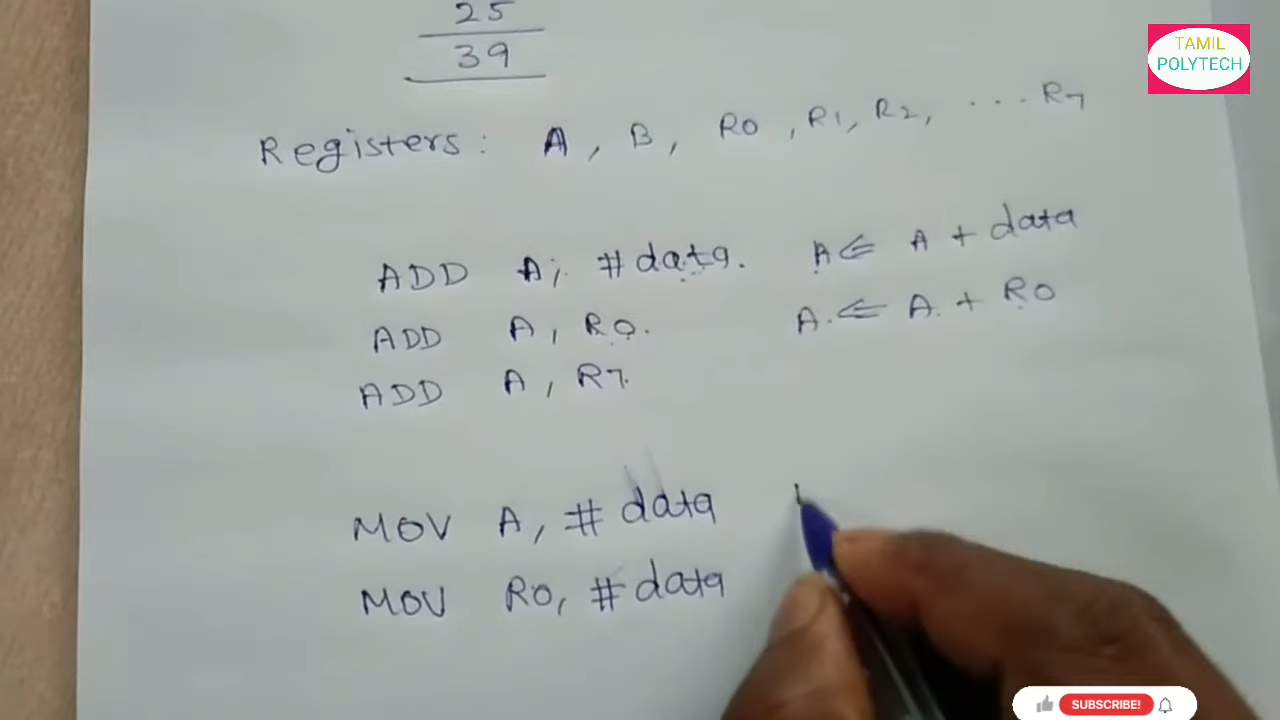 25
39
TAMIL
POLYTECH
Registers: A, B, R0, R1, R2, ... R7
ADD A, #data. A ⇐ A + data
ADD A, R0. A ⇐ A + R0
ADD A, R7.
MOV A, # data
MOV R0, # data
SUBSCRIBE!